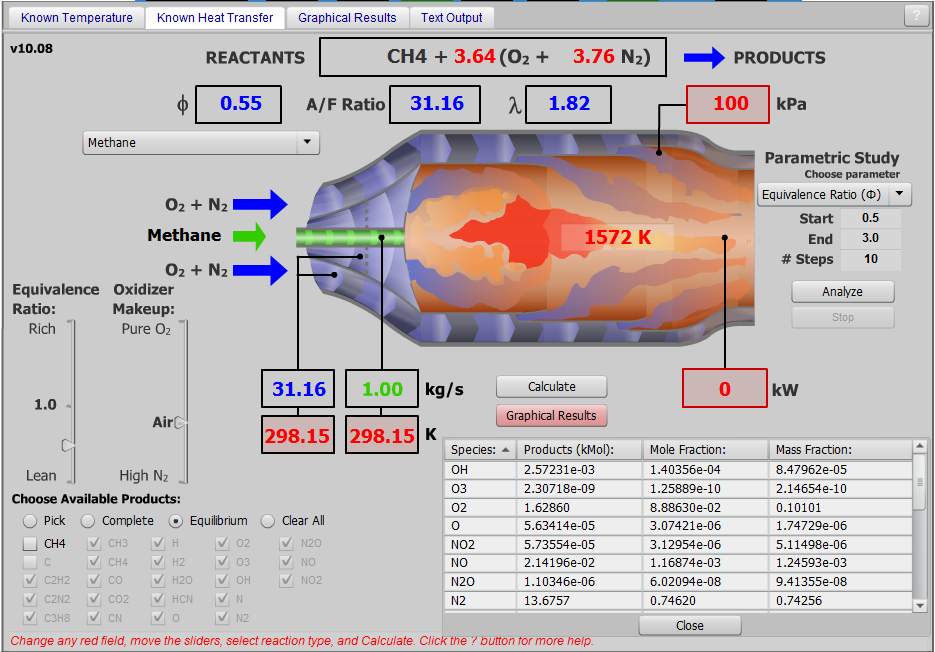 Known Temperature Known Heat Transfer Graphical Results Text Output ?
v10.08
REACTANTS CH4 + 3.64 (O₂ + 3.76 N₂) PRODUCTS
ϕ 0.55 A/F Ratio 31.16 λ 1.82 100 kPa
Methane
Parametric Study
Choose parameter
Equivalence Ratio (Φ)
Start 0.5
End 3.0
# Steps 10
Analyze
Stop
O₂ + N₂
Methane
O₂ + N₂
1572 K
Equivalence Ratio:
Rich
1.0
Lean
Oxidizer Makeup:
Pure O₂
Air
High N₂
31.16 1.00 kg/s
298.15 298.15 K
Calculate
Graphical Results
0 kW
Choose Available Products:
Pick Complete Equilibrium Clear All
CH4 CH3 H O2 N2O
C CH4 H2 O3 NO
C2H2 CO H2O OH NO2
C2N2 CO2 HCN N
C3H8 CN O N2
Species: Products (kMol): Mole Fraction: Mass Fraction:
OH 2.57231e-03 1.40356e-04 8.47962e-05
O3 2.30718e-09 1.25889e-10 2.14654e-10
O2 1.62860 8.88630e-02 0.10101
O 5.63414e-05 3.07421e-06 1.74729e-06
NO2 5.73554e-05 3.12954e-06 5.11498e-06
NO 2.14196e-02 1.16874e-03 1.24593e-03
N2O 1.10346e-06 6.02094e-08 9.41355e-08
N2 13.6757 0.74620 0.74256
Close
Change any red field, move the sliders, select reaction type, and Calculate. Click the ? button for more help.